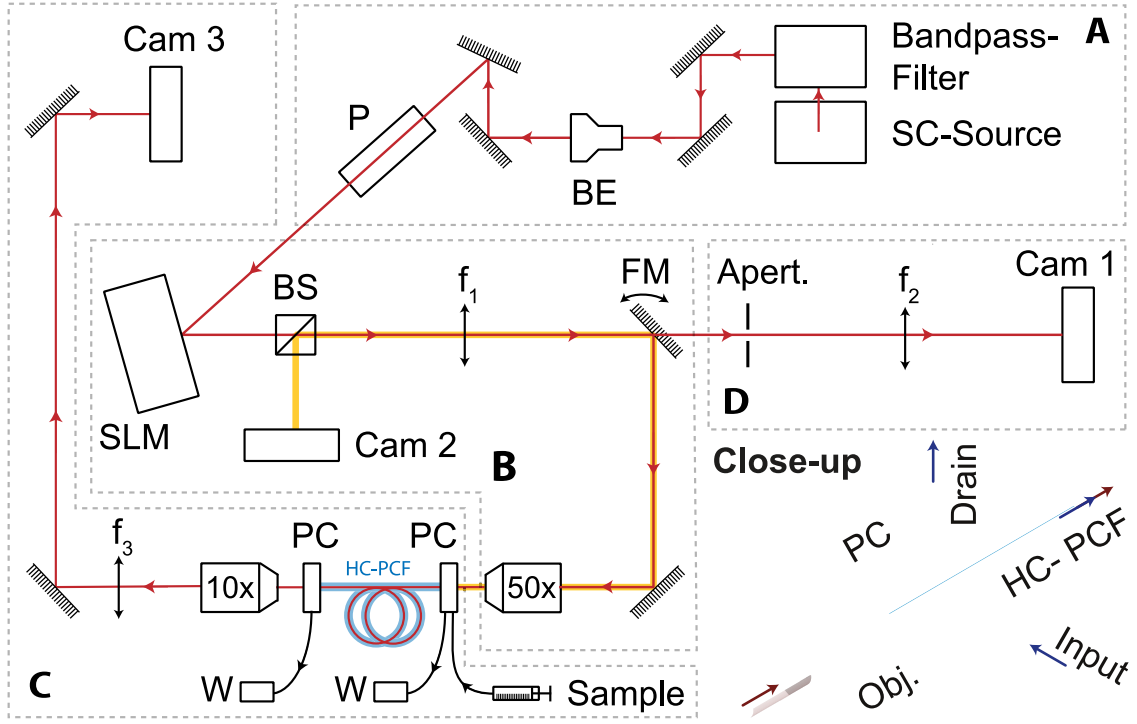 Cam 3
A
Bandpass-
Filter
SC-Source
P
BE
BS
f1
FM
Apert.
f2
Cam 1
SLM
Cam 2
B
D
Close-up
Drain
PC
HC- PCF
Input
Obj.
f3
PC
PC
HC-PCF
10x
50x
C
W
W
Sample